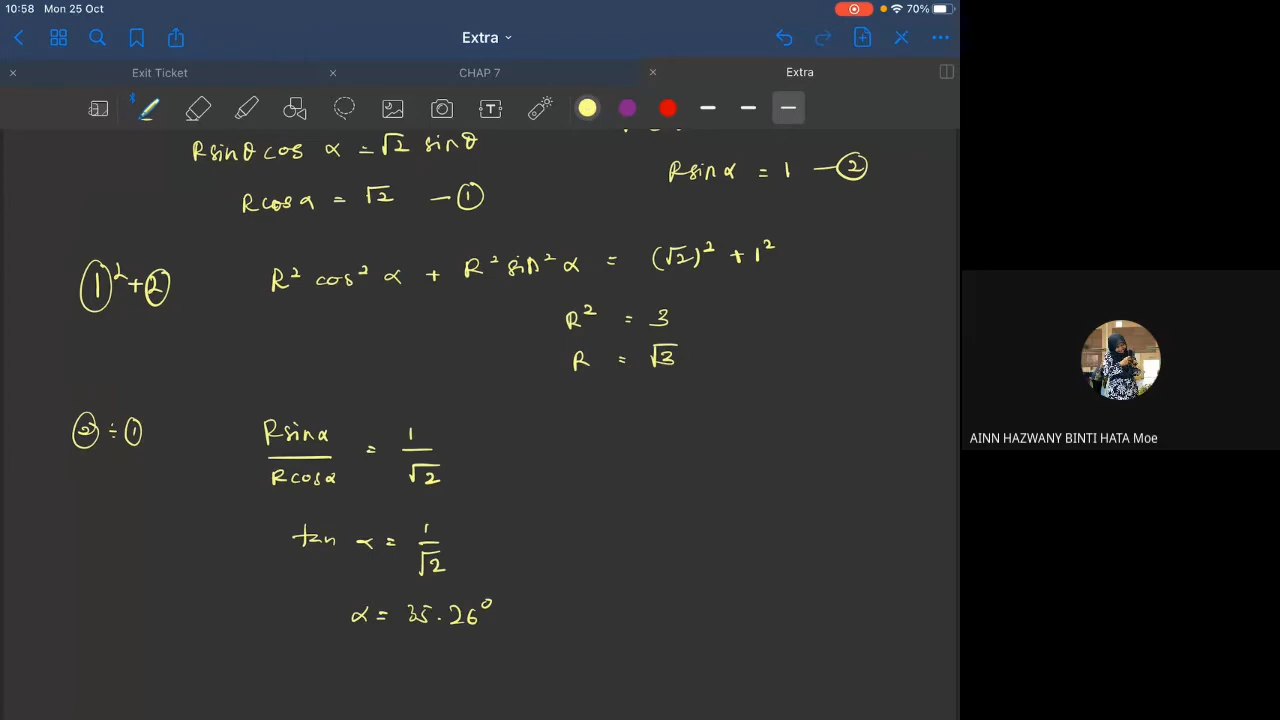 10:58 Mon 25 Oct
70%
Extra
Exit Ticket
CHAP 7
Extra
R sinθ cos α = √2 sinθ
R cos α = √2 — ①
R sin α = 1 — ②
①² + ② R² cos² α + R² sin² α = (√2)² + 1²
R² = 3
R = √3
② ÷ ① R sin α / R cos α = 1/√2
tan α = 1/√2
α = 35.26°
AINN HAZWANY BINTI HATA Moe